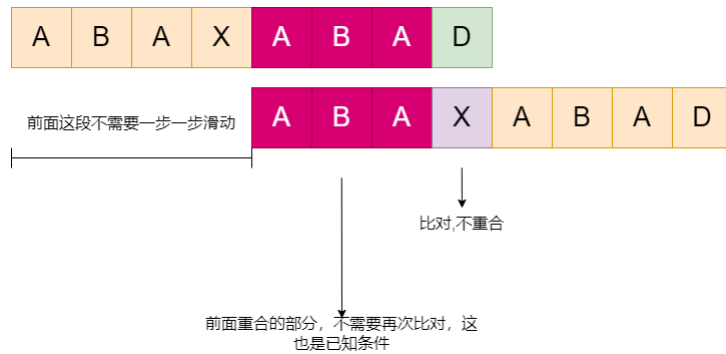 A B A X A B A D
A B A X A B A D
前面这段不需要一步一步滑动
比对,不重合
前面重合的部分，不需要再次比对，这
也是已知条件